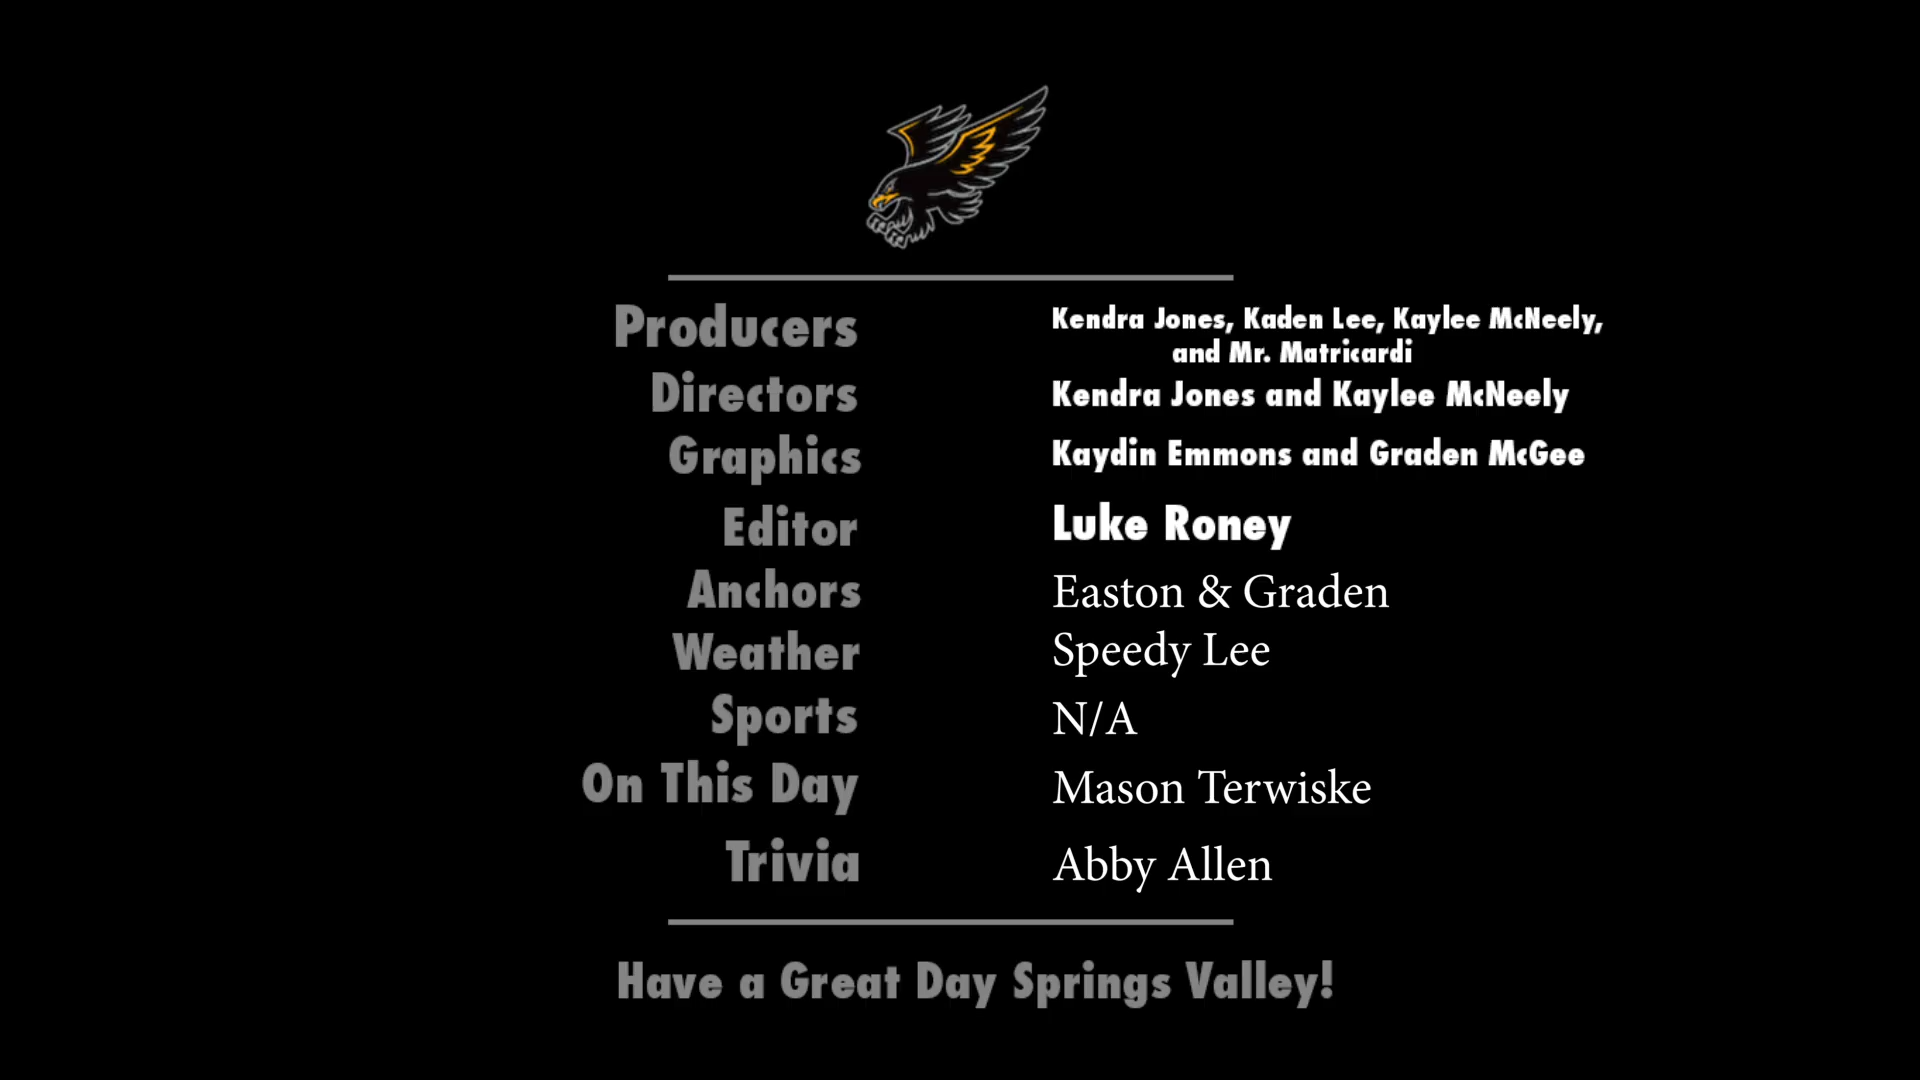 Producers Kendra Jones, Kaden Lee, Kaylee McNeely,
and Mr. Matricardi
Directors Kendra Jones and Kaylee McNeely
Graphics Kaydin Emmons and Graden McGee
Editor Luke Roney
Anchors Easton & Graden
Weather Speedy Lee
Sports N/A
On This Day Mason Terwiske
Trivia Abby Allen
Have a Great Day Springs Valley!